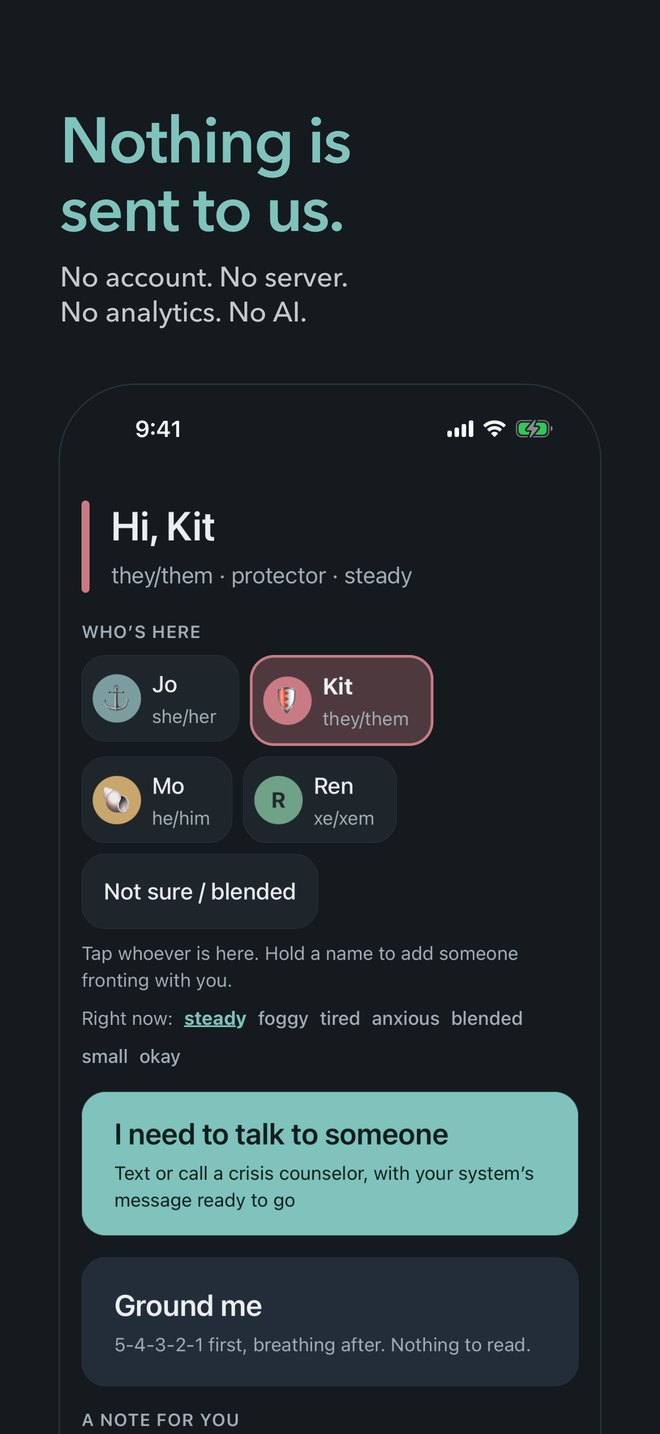 Nothing is
sent to us.
No account. No server.
No analytics. No AI.
9:41
Hi, Kit
they/them · protector · steady
WHO’S HERE
Jo
she/her
Kit
they/them
Mo
he/him
R
Ren
xe/xem
Not sure / blended
Tap whoever is here. Hold a name to add someone
fronting with you.
Right now: steady foggy tired anxious blended
small okay
I need to talk to someone
Text or call a crisis counselor, with your system’s
message ready to go
Ground me
5-4-3-2-1 first, breathing after. Nothing to read.
A NOTE FOR YOU